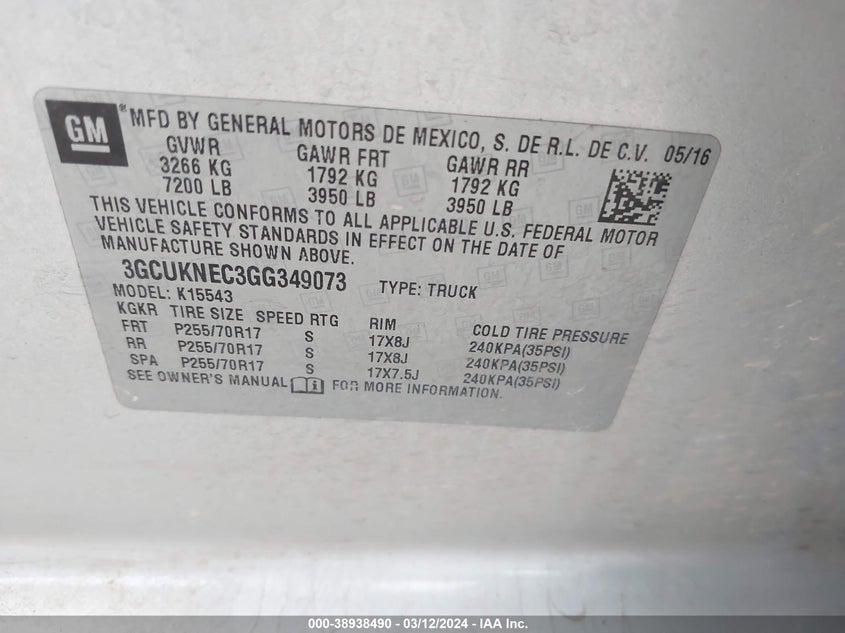 GM
® MFD BY GENERAL MOTORS DE MEXICO, S. DE R.L. DE C.V. 05/16
GVWR GAWR FRT GAWR RR
3266 KG 1792 KG 1792 KG
7200 LB 3950 LB 3950 LB
THIS VEHICLE CONFORMS TO ALL APPLICABLE U.S. FEDERAL MOTOR
VEHICLE SAFETY STANDARDS IN EFFECT ON THE DATE OF
MANUFACTURE SHOWN ABOVE.
3GCUKNEC3GG349073 TYPE: TRUCK
MODEL: K15543
KGKR TIRE SIZE SPEED RTG RIM COLD TIRE PRESSURE
FRT P255/70R17 S 17X8J 240KPA(35PSI)
RR P255/70R17 S 17X8J 240KPA(35PSI)
SPA P255/70R17 S 17X7.5J 240KPA(35PSI)
SEE OWNER'S MANUAL i FOR MORE INFORMATION.
000-38938490 - 03/12/2024 - IAA Inc.